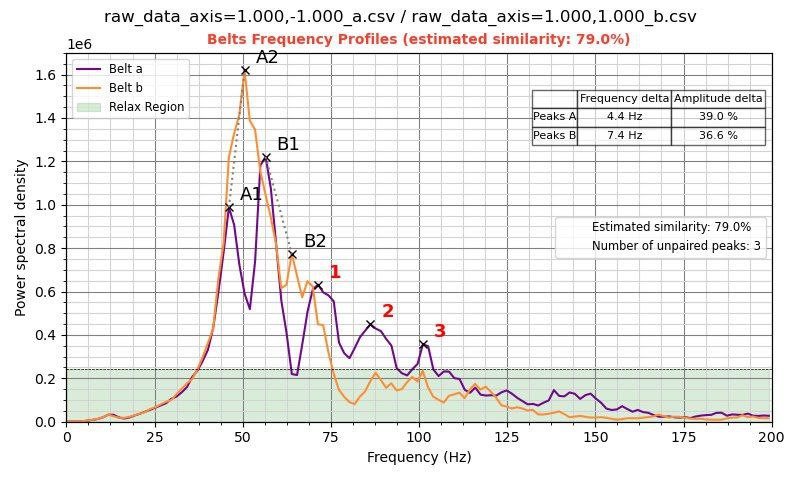 raw_data_axis=1.000,-1.000_a.csv / raw_data_axis=1.000,1.000_b.csv
Belts Frequency Profiles (estimated similarity: 79.0%)
1e6
Belt a
Belt b
Relax Region
A2
B1
A1
B2
1
2
3
Frequency delta Amplitude delta
Peaks A 4.4 Hz 39.0 %
Peaks B 7.4 Hz 36.6 %
Estimated similarity: 79.0%
Number of unpaired peaks: 3
Power spectral density
1.6
1.4
1.2
1.0
0.8
0.6
0.4
0.2
0.0
0 25 50 75 100 125 150 175 200
Frequency (Hz)